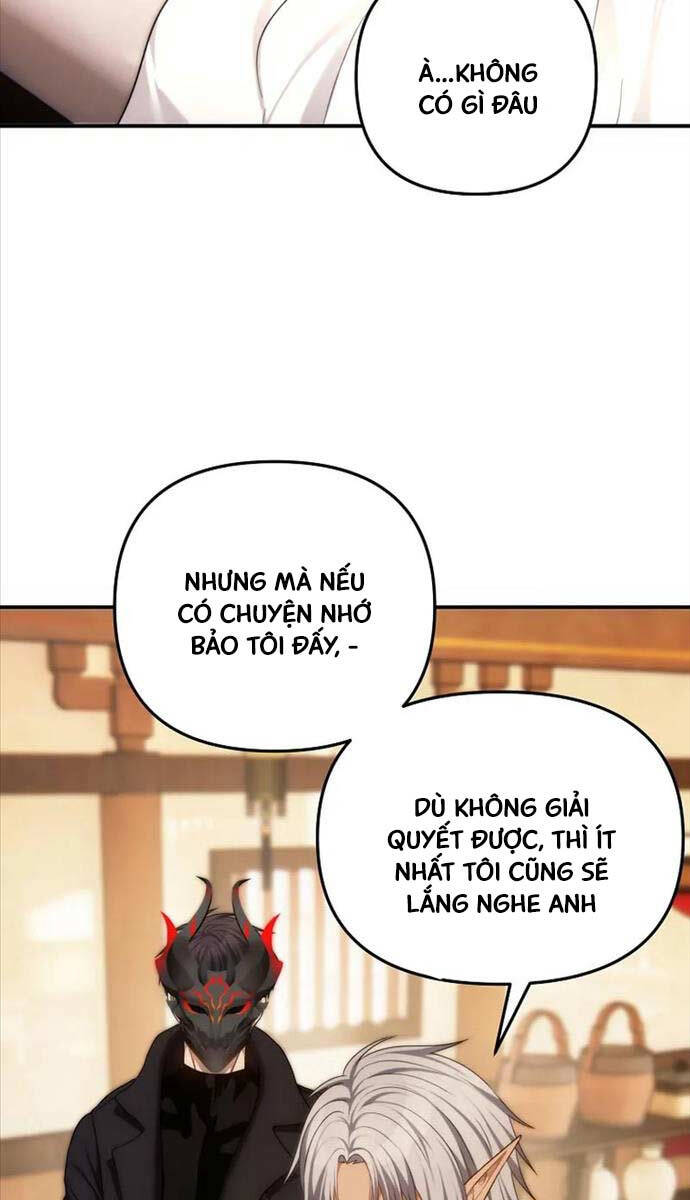 À...KHÔNG
CÓ GÌ ĐÂU
NHƯNG MÀ NẾU
CÓ CHUYỆN NHỚ
BẢO TÔI ĐẤY, -
DÙ KHÔNG GIẢI
QUYẾT ĐƯỢC, THÌ ÍT
NHẤT TÔI CŨNG SẼ
LẮNG NGHE ANH